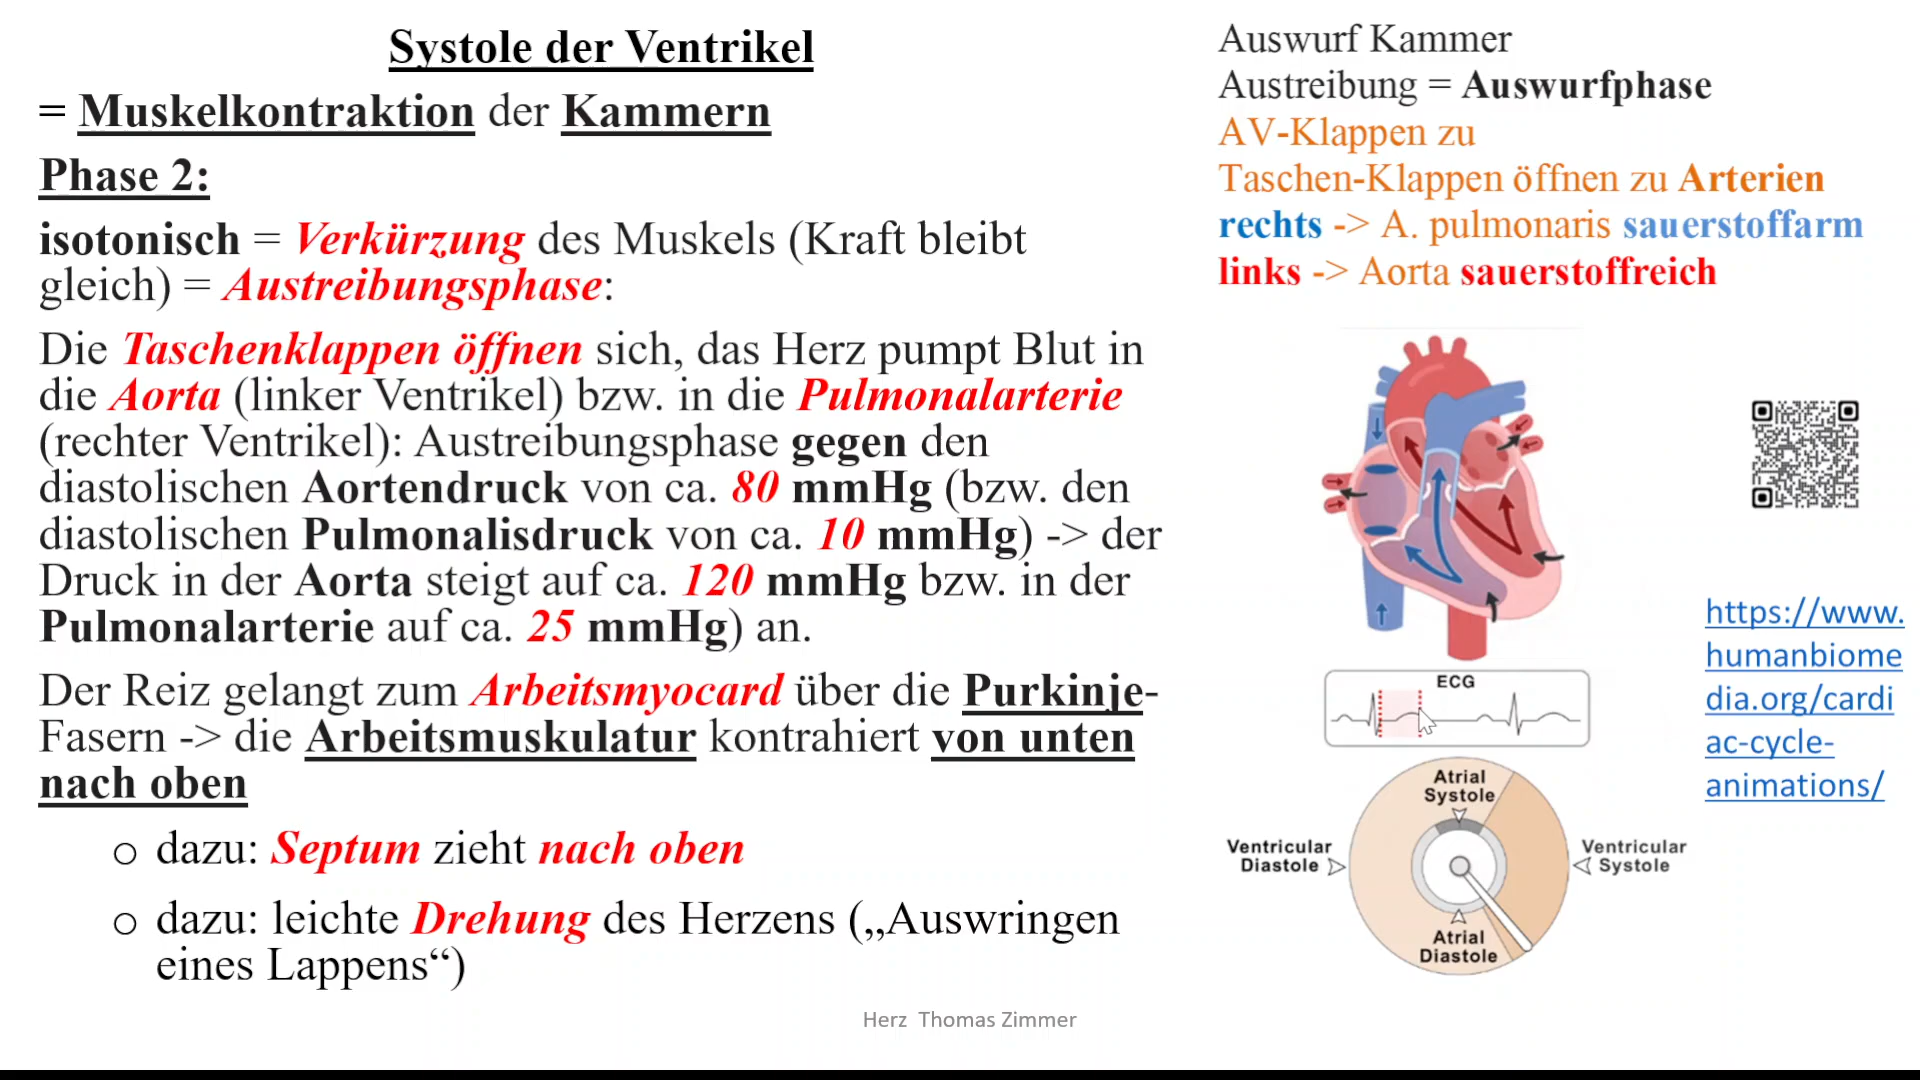 Systole der Ventrikel
= Muskelkontraktion der Kammern
Phase 2:
isotonisch = Verkürzung des Muskels (Kraft bleibt
gleich) = Austreibungsphase:
Die Taschenklappen öffnen sich, das Herz pumpt Blut in
die Aorta (linker Ventrikel) bzw. in die Pulmonalarterie
(rechter Ventrikel): Austreibungsphase gegen den
diastolischen Aortendruck von ca. 80 mmHg (bzw. den
diastolischen Pulmonalisdruck von ca. 10 mmHg) -> der
Druck in der Aorta steigt auf ca. 120 mmHg bzw. in der
Pulmonalarterie auf ca. 25 mmHg) an.
Der Reiz gelangt zum Arbeitsmyocard über die Purkinje-
Fasern -> die Arbeitsmuskulatur kontrahiert von unten
nach oben
o dazu: Septum zieht nach oben
o dazu: leichte Drehung des Herzens („Auswringen
eines Lappens“)
Auswurf Kammer
Austreibung = Auswurfphase
AV-Klappen zu
Taschen-Klappen öffnen zu Arterien
rechts -> A. pulmonaris sauerstoffarm
links -> Aorta sauerstoffreich
ECG
Atrial
Systole
Ventricular
Diastole
Ventricular
Systole
Atrial
Diastole
https://www.
humanbiome
dia.org/cardi
ac-cycle-
animations/
Herz Thomas Zimmer